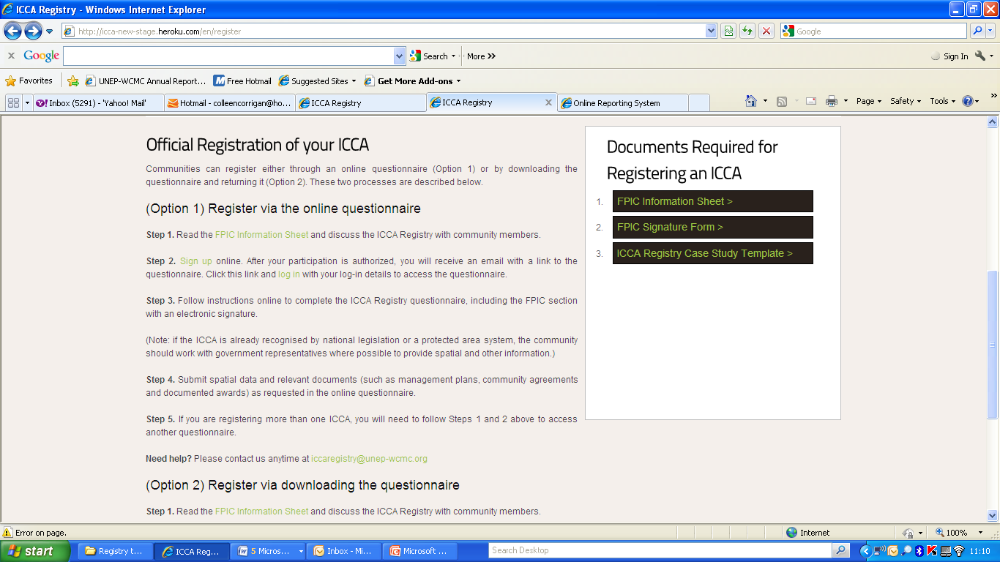 ICCA Registry - Windows Internet Explorer
http://icca-new-stage.heroku.com/en/register
Google
Google
Search
More >>
Sign In
Favorites
UNEP-WCMC Annual Report...
Free Hotmail
Suggested Sites
Get More Add-ons
Inbox (5291) - 'Yahoo! Mail'
Hotmail - colleencorrigan@ho...
ICCA Registry
ICCA Registry
Online Reporting System
Page
Safety
Tools
Official Registration of your ICCA
Communities can register either through an online questionnaire (Option 1) or by downloading the
questionnaire and returning it (Option 2). These two processes are described below.
(Option 1) Register via the online questionnaire
Step 1. Read the FPIC Information Sheet and discuss the ICCA Registry with community members.
Step 2. Sign up online. After your participation is authorized, you will receive an email with a link to the
questionnaire. Click this link and log in with your log-in details to access the questionnaire.
Step 3. Follow instructions online to complete the ICCA Registry questionnaire, including the FPIC section
with an electronic signature.
(Note: if the ICCA is already recognised by national legislation or a protected area system, the community
should work with government representatives where possible to provide spatial and other information.)
Step 4. Submit spatial data and relevant documents (such as management plans, community agreements
and documented awards) as requested in the online questionnaire.
Step 5. If you are registering more than one ICCA, you will need to follow Steps 1 and 2 above to access
another questionnaire.
Need help? Please contact us anytime at iccaregistry@unep-wcmc.org
(Option 2) Register via downloading the questionnaire
Step 1. Read the FPIC Information Sheet and discuss the ICCA Registry with community members.
Documents Required for
Registering an ICCA
1. FPIC Information Sheet >
2. FPIC Signature Form >
3. ICCA Registry Case Study Template >
Error on page.
Internet
100%
start
Registry t...
ICCA Reg...
5 Micros...
Inbox - Mi...
Microsoft ...
Search Desktop
11:10